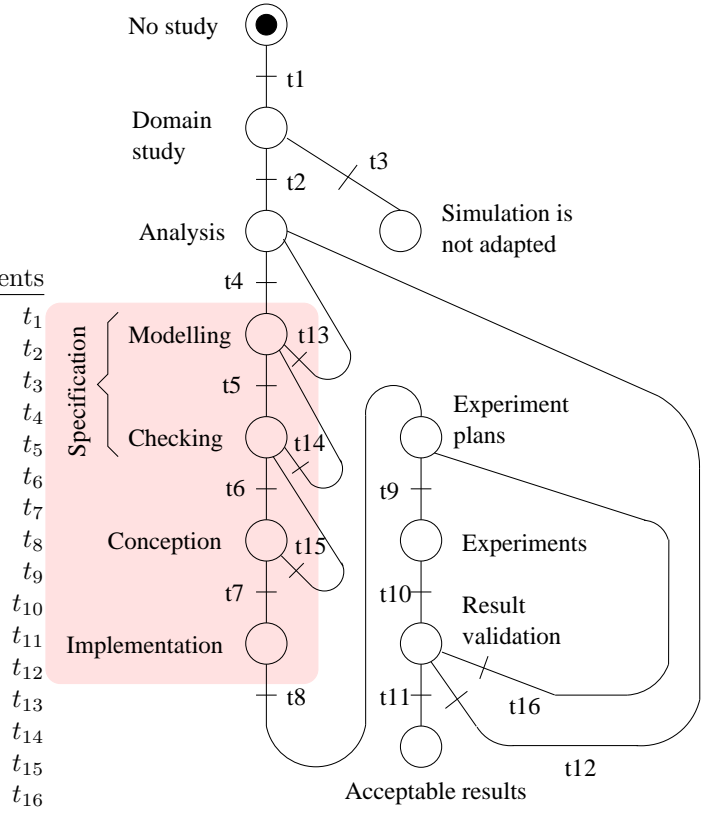 No study
t1
Domain
study
t3
t2
Simulation is
not adapted
Analysis
t4
ents
t₁
t₂
t₃
t₄
t₅
t₆
t₇
t₈
t₉
t₁₀
t₁₁
t₁₂
t₁₃
t₁₄
t₁₅
t₁₆
Specification
Modelling
t13
t5
Checking
t14
t6
Conception
t15
t7
Implementation
t8
Experiment
plans
t9
Experiments
t10
Result
validation
t11
t16
t12
Acceptable results